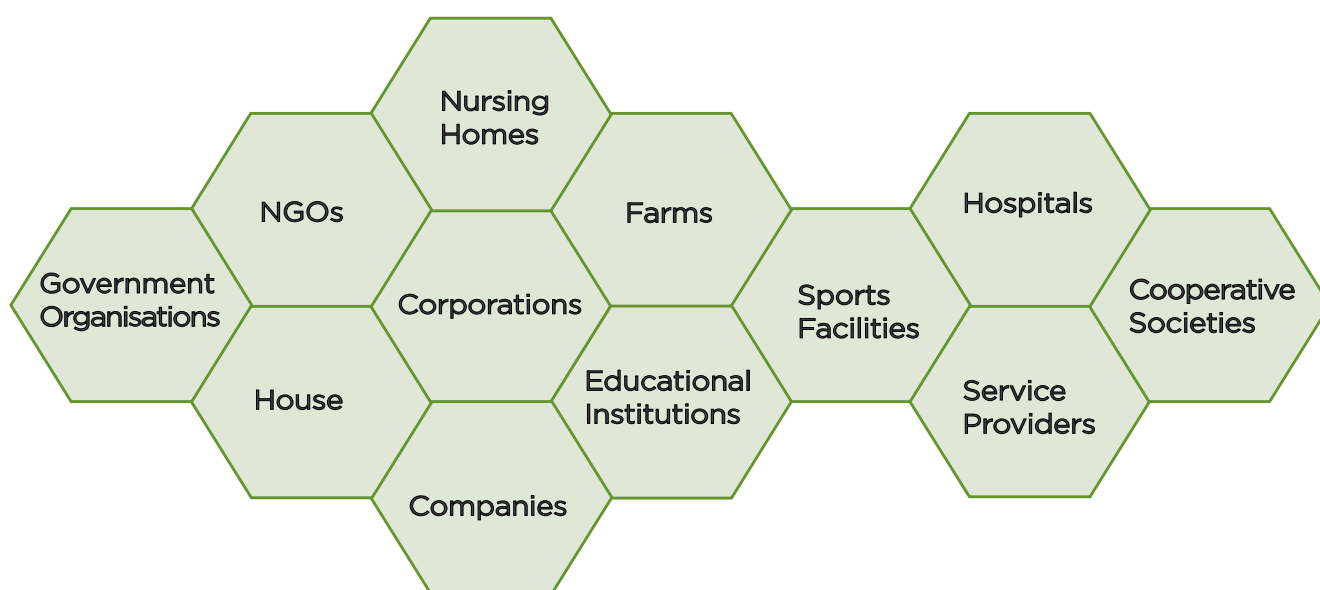 Nursing
Homes
NGOs
Farms
Hospitals
Government
Organisations
Corporations
Sports
Facilities
Cooperative
Societies
House
Educational
Institutions
Service
Providers
Companies